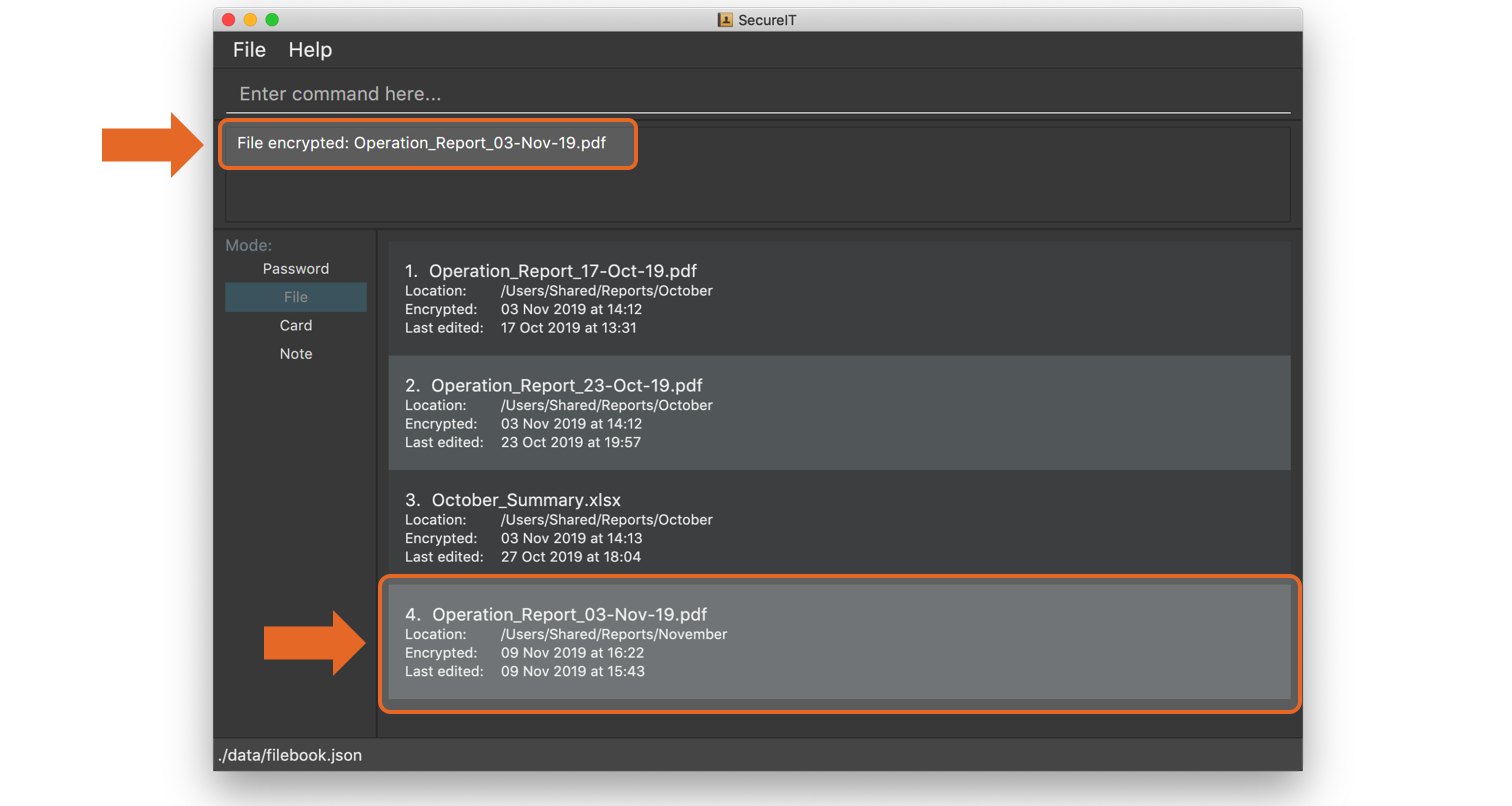 SecureIT
File Help
Enter command here...
File encrypted: Operation_Report_03-Nov-19.pdf
Mode:
Password
File
Card
Note
1. Operation_Report_17-Oct-19.pdf
Location: /Users/Shared/Reports/October
Encrypted: 03 Nov 2019 at 14:12
Last edited: 17 Oct 2019 at 13:31
2. Operation_Report_23-Oct-19.pdf
Location: /Users/Shared/Reports/October
Encrypted: 03 Nov 2019 at 14:12
Last edited: 23 Oct 2019 at 19:57
3. October_Summary.xlsx
Location: /Users/Shared/Reports/October
Encrypted: 03 Nov 2019 at 14:13
Last edited: 27 Oct 2019 at 18:04
4. Operation_Report_03-Nov-19.pdf
Location: /Users/Shared/Reports/November
Encrypted: 09 Nov 2019 at 16:22
Last edited: 09 Nov 2019 at 15:43
./data/filebook.json